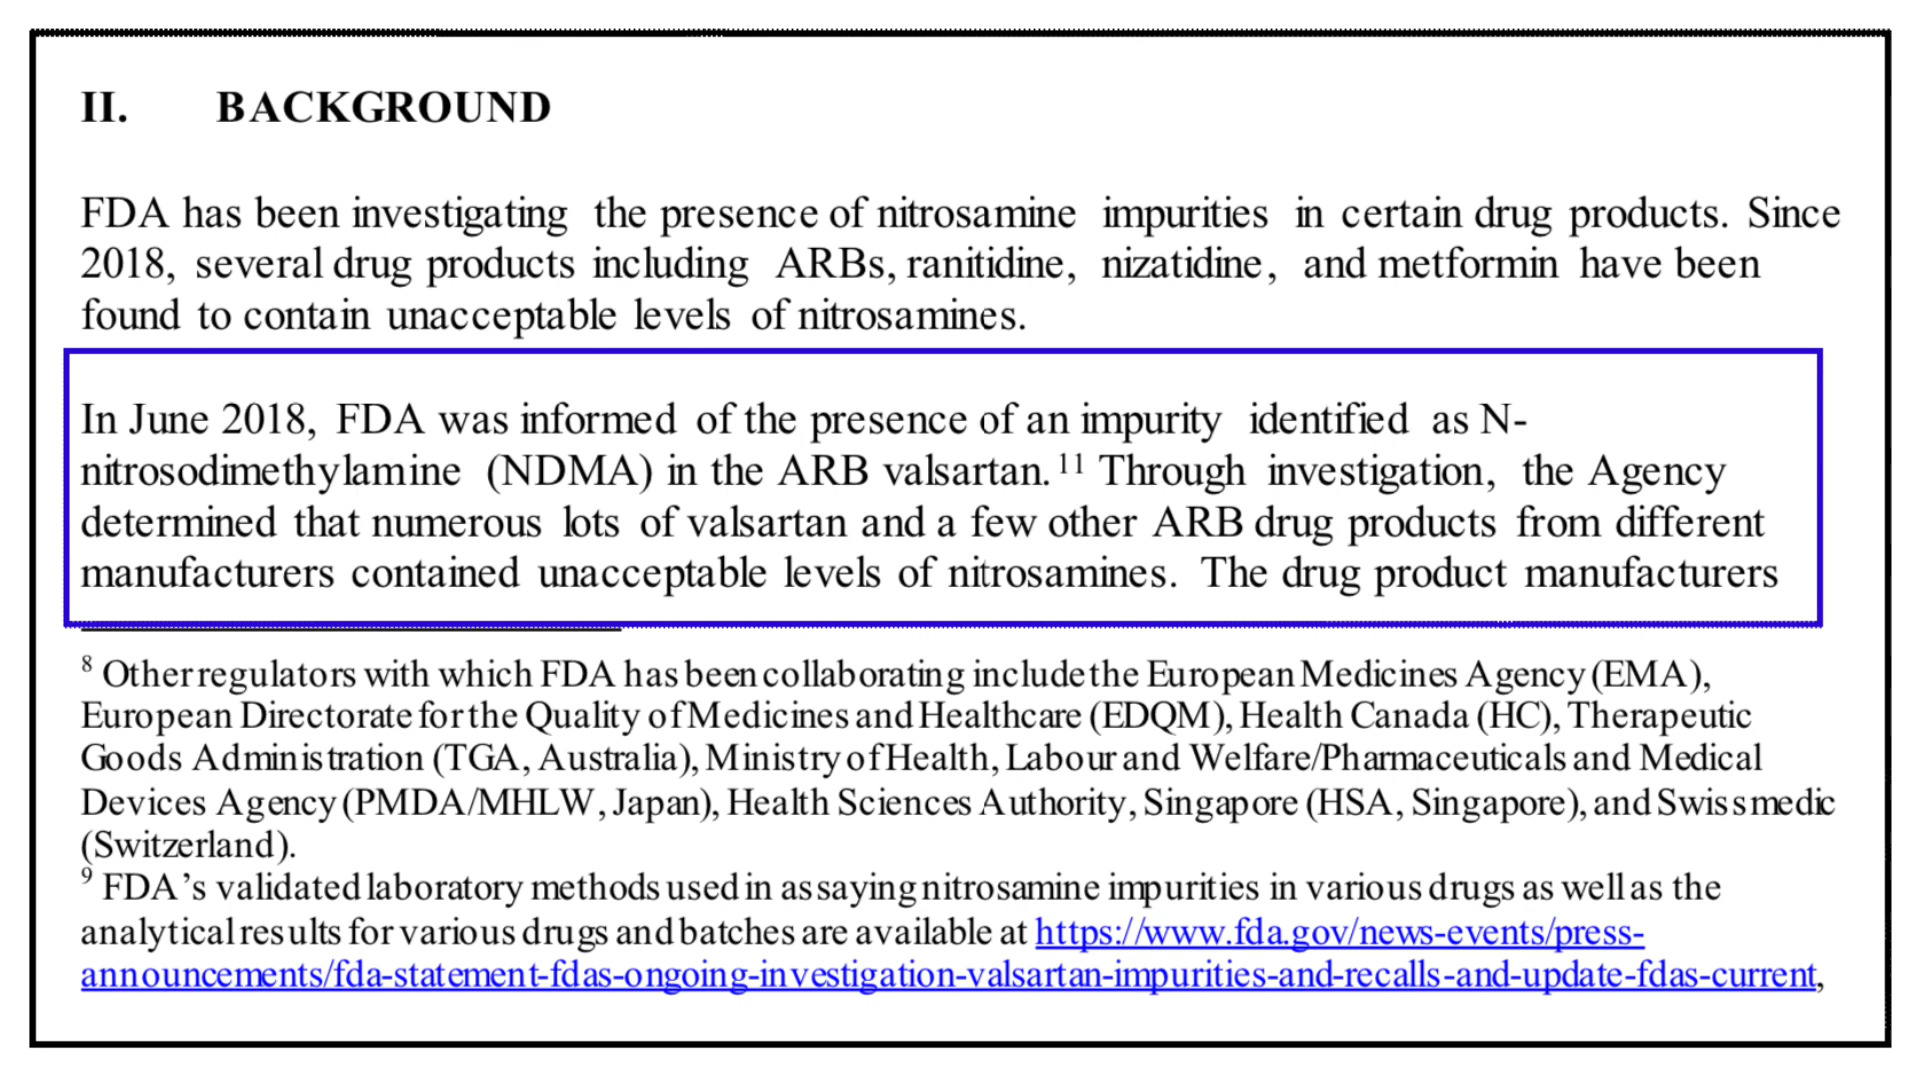 II. BACKGROUND
FDA has been investigating the presence of nitrosamine impurities in certain drug products. Since
2018, several drug products including ARBs, ranitidine, nizatidine, and metformin have been
found to contain unacceptable levels of nitrosamines.
In June 2018, FDA was informed of the presence of an impurity identified as N-
nitrosodimethylamine (NDMA) in the ARB valsartan.11 Through investigation, the Agency
determined that numerous lots of valsartan and a few other ARB drug products from different
manufacturers contained unacceptable levels of nitrosamines. The drug product manufacturers
8 Other regulators with which FDA has been collaborating include the European Medicines Agency (EMA),
European Directorate for the Quality of Medicines and Healthcare (EDQM), Health Canada (HC), Therapeutic
Goods Administration (TGA, Australia), Ministry of Health, Labour and Welfare/Pharmaceuticals and Medical
Devices Agency (PMDA/MHLW, Japan), Health Sciences Authority, Singapore (HSA, Singapore), and Swissmedic
(Switzerland).
9 FDA's validated laboratory methods used in assaying nitrosamine impurities in various drugs as well as the
analytical results for various drugs and batches are available at https://www.fda.gov/news-events/press-
announcements/fda-statement-fdas-ongoing-investigation-valsartan-impurities-and-recalls-and-update-fdas-current,